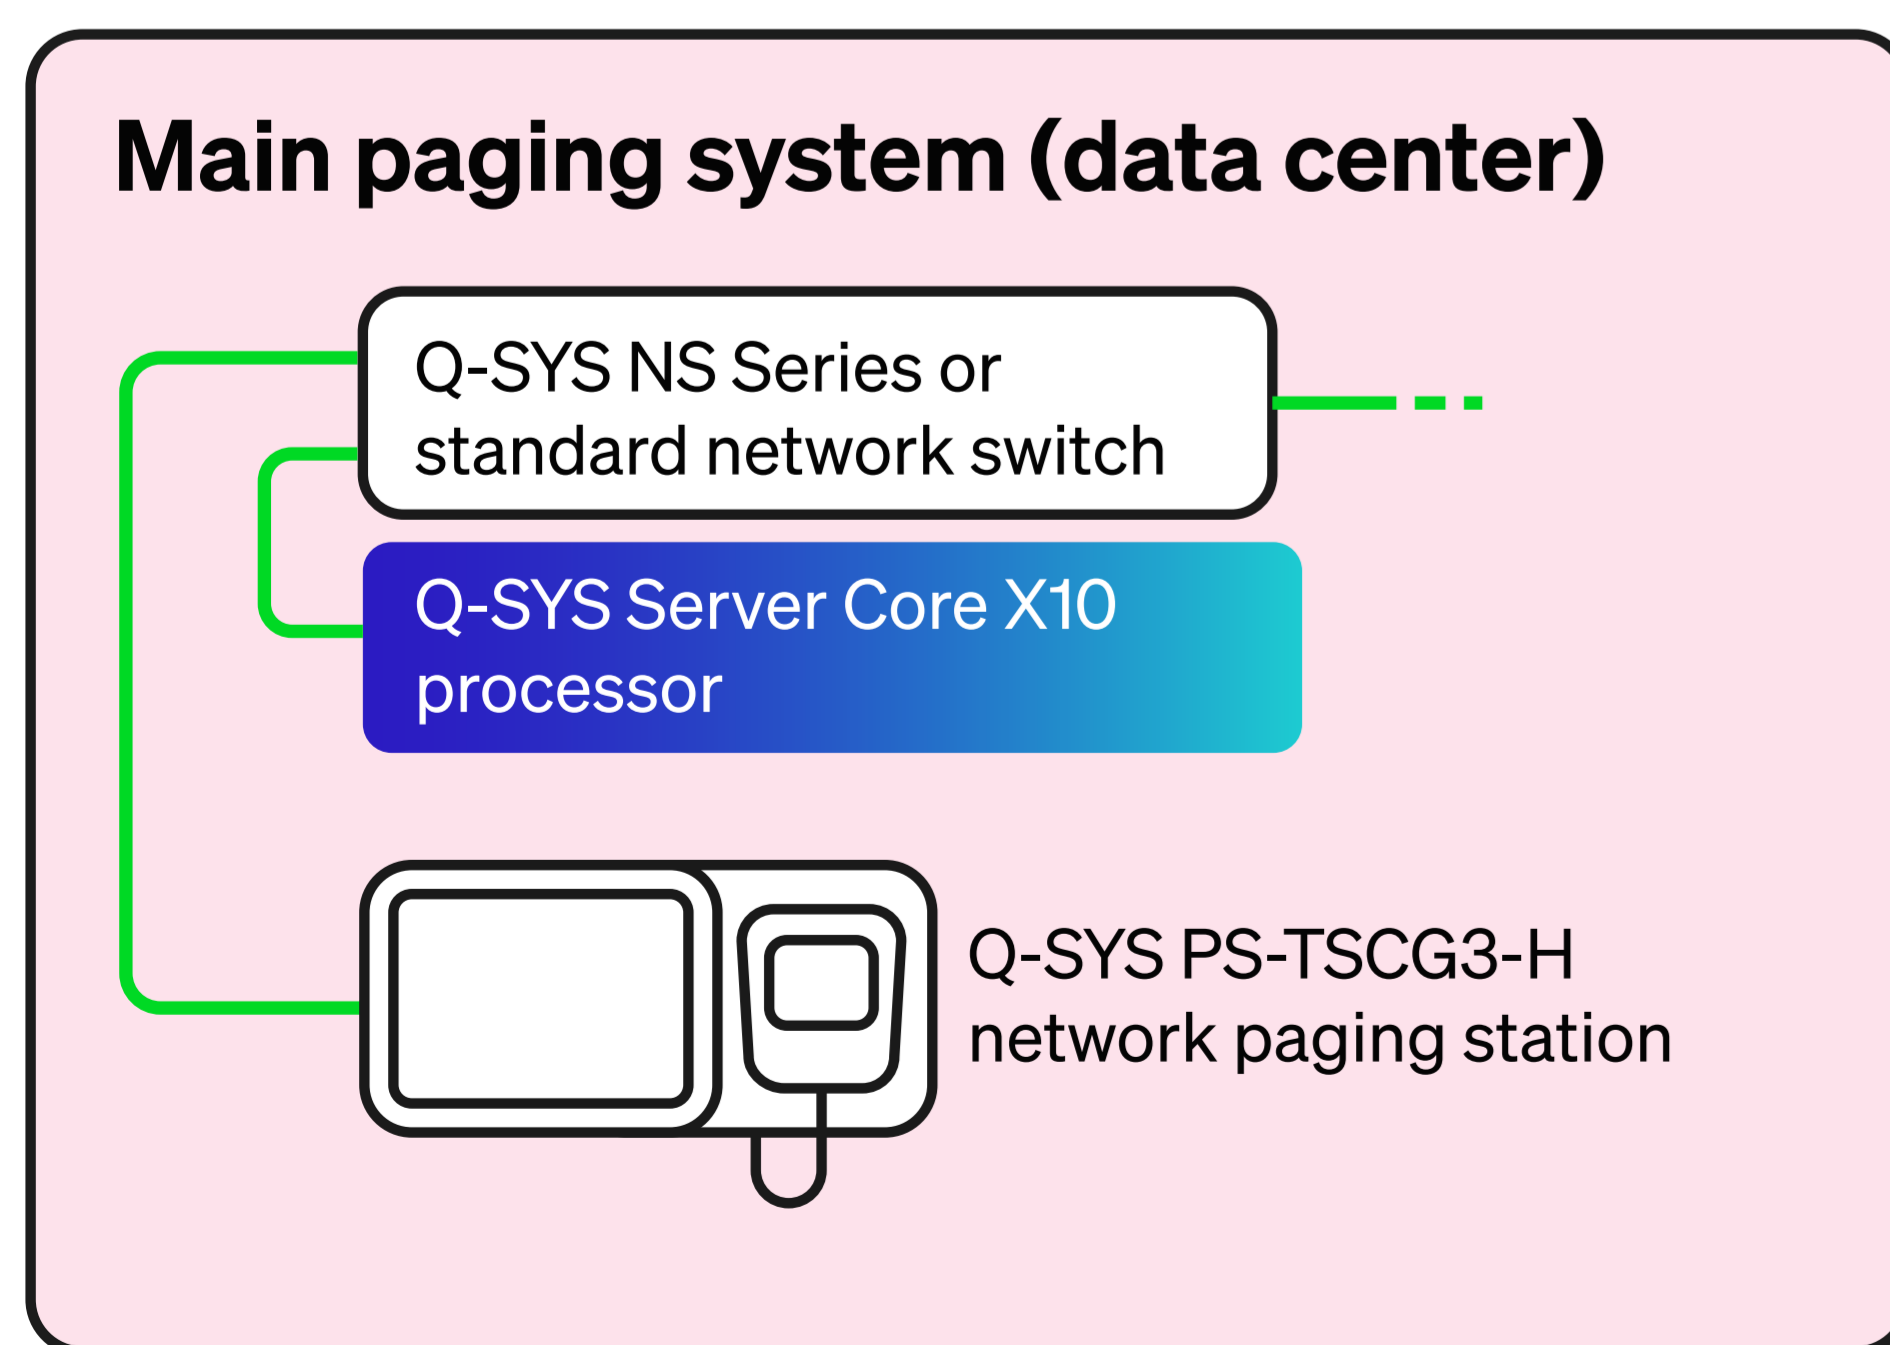 Main paging system (data center)
Q-SYS NS Series or
standard network switch
Q-SYS Server Core X10
processor
Q-SYS PS-TSCG3-H
network paging station